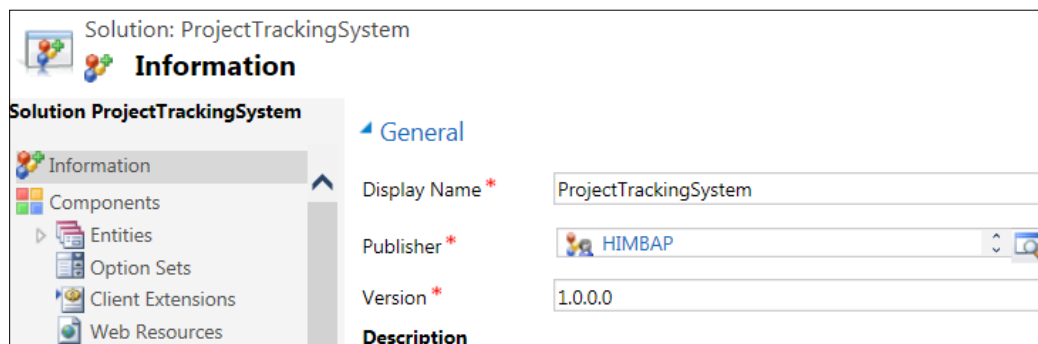 Solution: ProjectTrackingSystem
Information
Solution ProjectTrackingSystem
Information
Components
Entities
Option Sets
Client Extensions
Web Resources
General
Display Name * ProjectTrackingSystem
Publisher * HIMBAP
Version * 1.0.0.0
Description